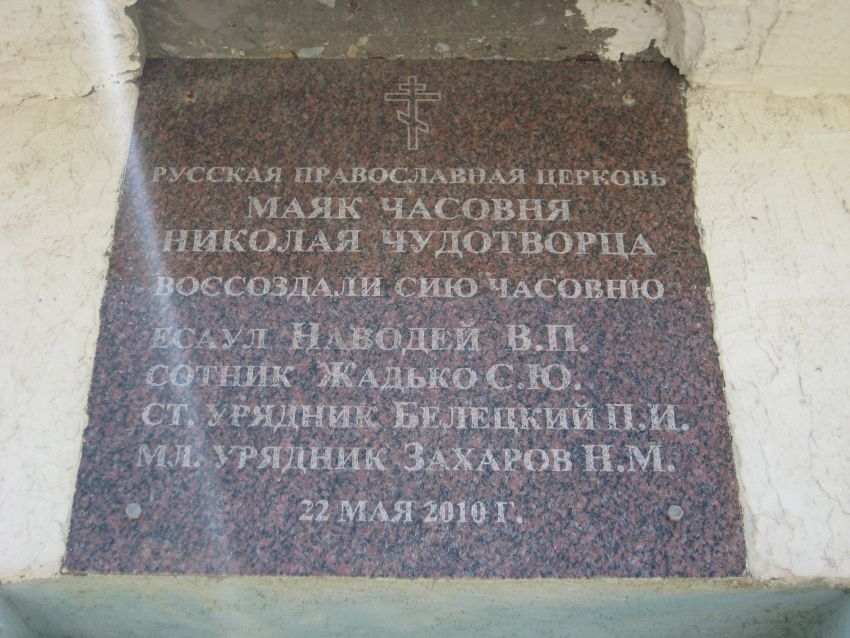 РУССКАЯ ПРАВОСЛАВНАЯ ЦЕРКОВЬ
МАЯК ЧАСОВНЯ
НИКОЛАЯ ЧУДОТВОРЦА
ВОЄССОЗДАЛИ СИЮ ЧАСОВНЮ
ЕСАУЛ НАВОДЕЙ В.П.
СОТНИК ЖАДЬКО С.Ю.
СТ. УРЯДНИК БЕЛЕЦКИЙ П.И.
МЛ. УРЯДНИК ЗАХАРОВ Н.М.
22 МАЯ 2010 Г.